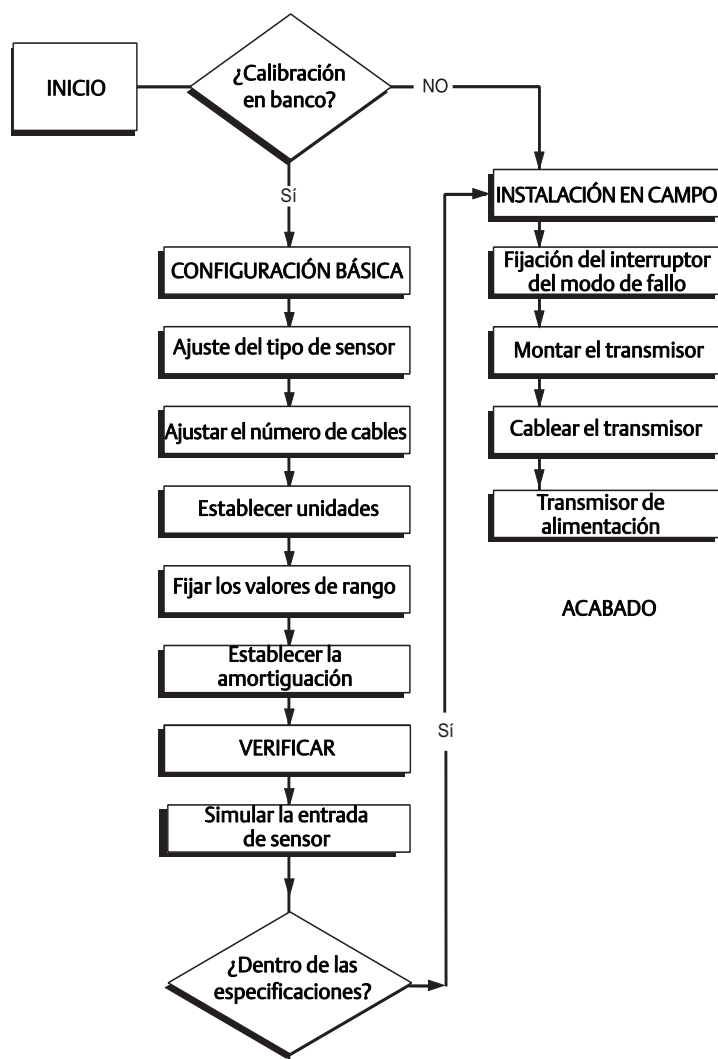 INICIO
¿Calibración
en banco?
NO
Sí
CONFIGURACIÓN BÁSICA
Ajuste del tipo de sensor
Ajustar el número de cables
Establecer unidades
Fijar los valores de rango
Establecer la
amortiguación
VERIFICAR
Simular la entrada
de sensor
¿Dentro de las
especificaciones?
Sí
INSTALACIÓN EN CAMPO
Fijación del interruptor
del modo de fallo
Montar el transmisor
Cablear el transmisor
Transmisor de
alimentación
ACABADO